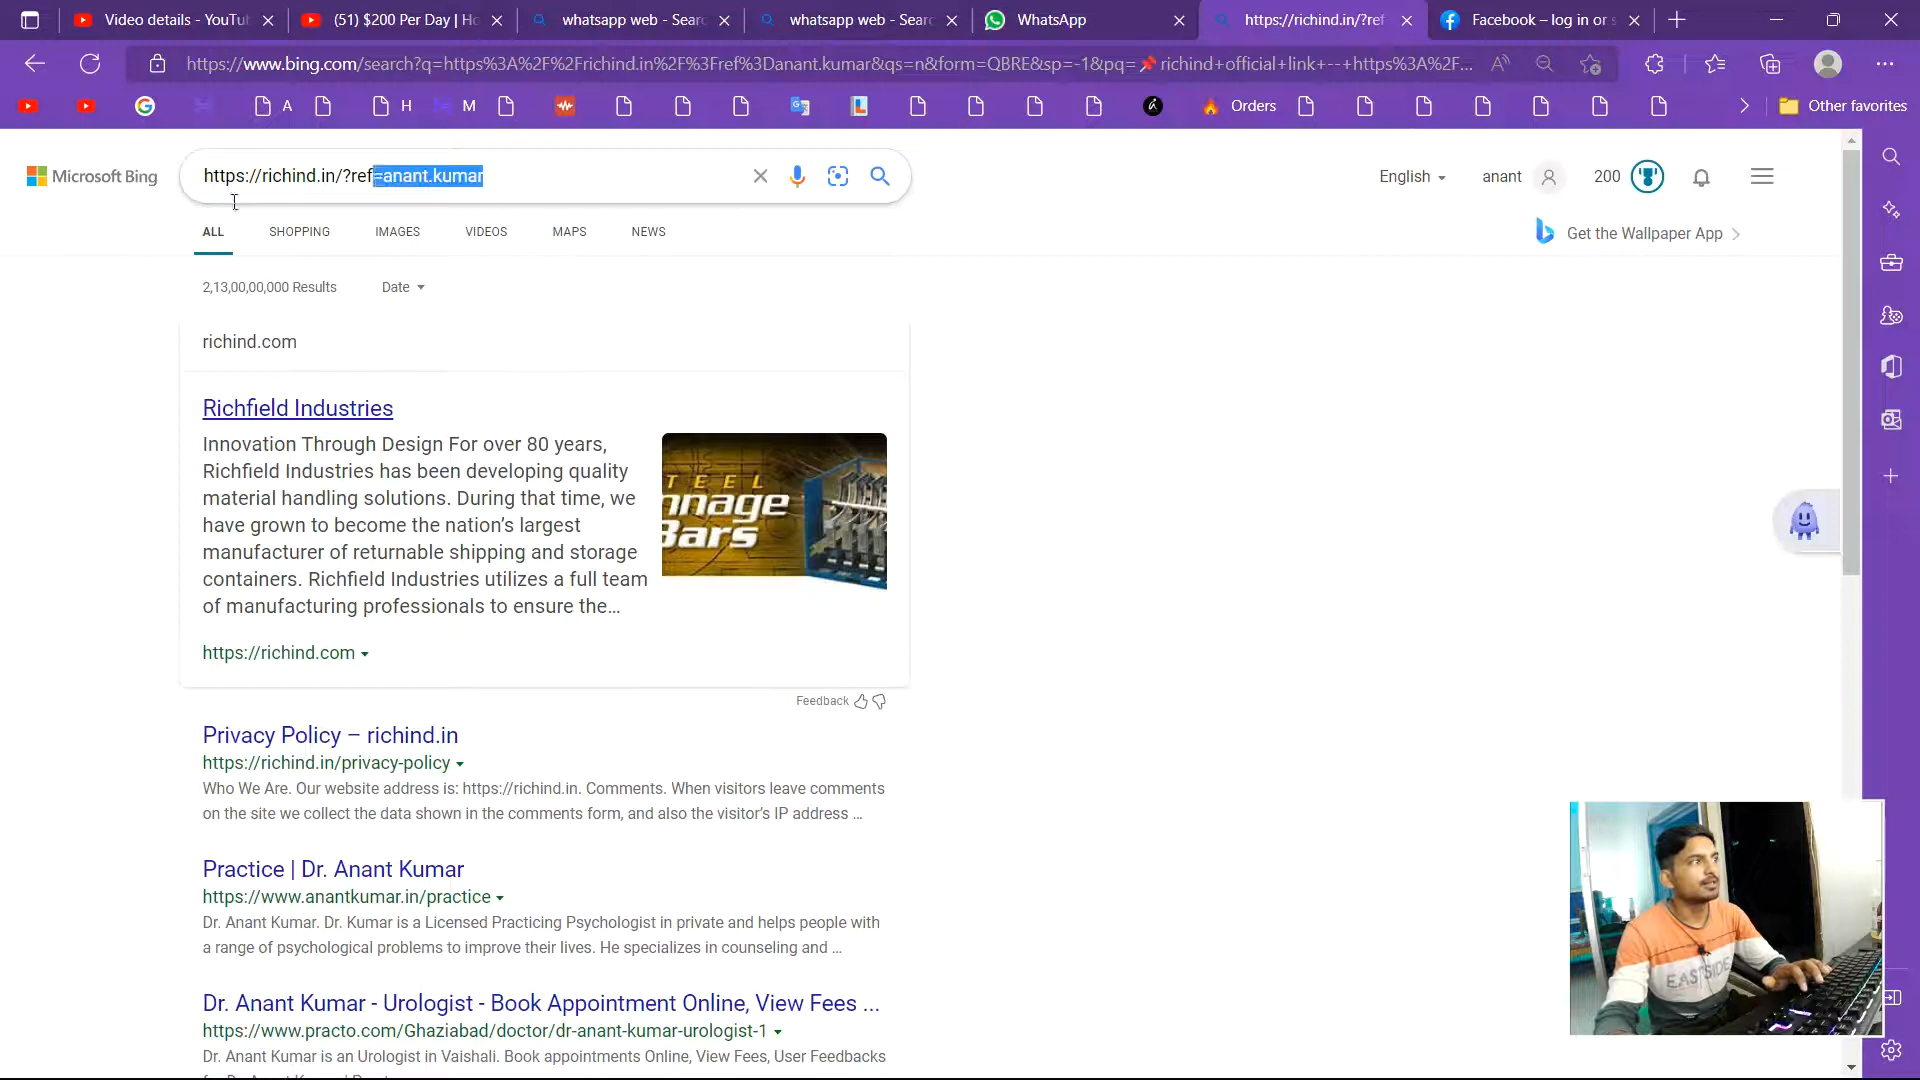 Video details - YouTub
(51) $200 Per Day | Ho
whatsapp web - Searc
whatsapp web - Searc
WhatsApp
https://richind.in/?ref
Facebook – log in or s
https://www.bing.com/search?q=https%3A%2F%2Frichind.in%2F%3Fref%3Danant.kumar&qs=n&form=QBRE&sp=-1&pq=📌richind+official+link+--+https%3A%2F...
A
H
M
Orders
Other favorites
Microsoft Bing
https://richind.in/?ref=anant.kumar
English
anant
200
ALL
SHOPPING
IMAGES
VIDEOS
MAPS
NEWS
Get the Wallpaper App
2,13,00,00,000 Results
Date
richind.com
Richfield Industries
Innovation Through Design For over 80 years,
Richfield Industries has been developing quality
material handling solutions. During that time, we
have grown to become the nation's largest
manufacturer of returnable shipping and storage
containers. Richfield Industries utilizes a full team
of manufacturing professionals to ensure the...
TEEL
nnage
Bars
https://richind.com
Feedback
Privacy Policy – richind.in
https://richind.in/privacy-policy
Who We Are. Our website address is: https://richind.in. Comments. When visitors leave comments
on the site we collect the data shown in the comments form, and also the visitor's IP address ...
Practice | Dr. Anant Kumar
https://www.anantkumar.in/practice
Dr. Anant Kumar. Dr. Kumar is a Licensed Practicing Psychologist in private and helps people with
a range of psychological problems to improve their lives. He specializes in counseling and ...
Dr. Anant Kumar - Urologist - Book Appointment Online, View Fees ...
https://www.practo.com/Ghaziabad/doctor/dr-anant-kumar-urologist-1
Dr. Anant Kumar is an Urologist in Vaishali. Book appointments Online, View Fees, User Feedbacks
EASTSIDE